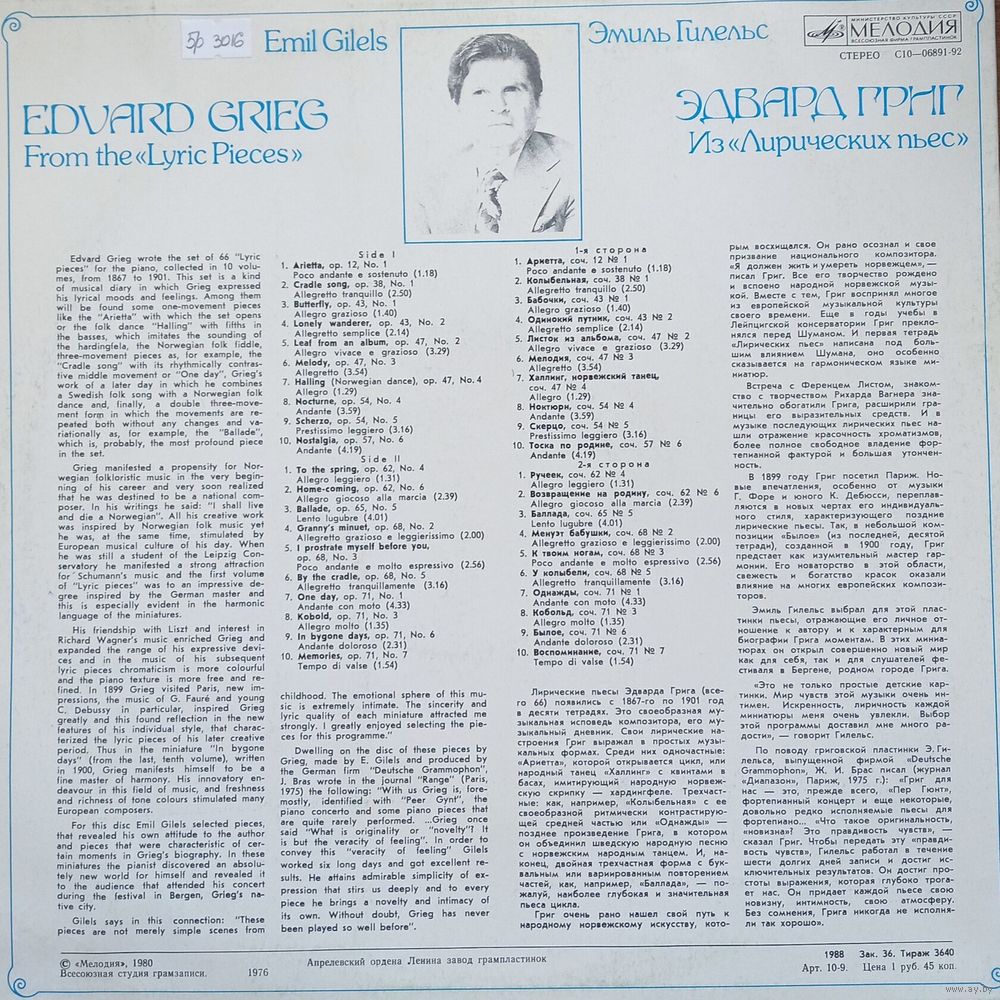 5р 3016
Emil Gilels
EDVARD GRIEG
From the «Lyric Pieces»
Эмиль Гилельс
МИНИСТЕРСТВО КУЛЬТУРЫ СССР
МЕЛОДИЯ
ВСЕСОЮЗНАЯ ФИРМА ГРАМПЛАСТИНОК
СТЕРЕО С10—06891-92
ЭДВАРД ГРИГ
Из «Лирических пьес»
Edvard Grieg wrote the set of 66 "Lyric
pieces" for the piano, collected in 10 volu-
mes, from 1867 to 1901. This set is a kind
of musical diary in which Grieg expressed
his lyrical moods and feelings. Among them
will be found some one-movement pieces
like the "Arietta" with which the set opens
or the folk dance "Halling" with fifths in
the basses, which imitates the sounding of
the hardingfela, the Norwegian folk fiddle,
three-movement pieces as, for example, the
"Cradle song" with its rhythmically contras-
tive middle movement or "One day", Grieg's
work of a later day in which he combines
a Swedish folk song with a Norwegian folk
dance and, finally, a double three-move-
ment form in which the movements are re-
peated both without any changes and va-
riationally as, for example, the "Ballade",
which is, probably, the most profound piece
in the set.
Grieg manifested a propensity for Nor-
wegian folkloristic music in the very begin-
ning of his career and very soon realized
that he was destined to be a national com-
poser. In his writings he said: "I shall live
and die a Norwegian". All his creative work
was inspired by Norwegian folk music yet
he was, at the same time, stimulated by
European musical culture of his day. When
he was still a student of the Leipzig Con-
servatory he manifested a strong attraction
for Schumann's music and the first volume
of "Lyric pieces" was to an impressive de-
gree inspired by the German master and
this is especially evident in the harmonic
language of the miniatures.
His friendship with Liszt and interest in
Richard Wagner's music enriched Grieg and
expanded the range of his expressive devi-
ces and in the music of his subsequent
lyric pieces chromaticism is more colourful
and the piano texture is more free and re-
fined. In 1899 Grieg visited Paris, new im-
pressions, the music of G. Fauré and young
C. Debussy in particular, inspired Grieg
greatly and this found reflection in the new
features of his individual style, that charac-
terized the lyric pieces of his later creative
period. Thus in the miniature "In bygone
days" (from the last, tenth volume), written
in 1900, Grieg manifests himself to be a
fine master of harmony. His innovatory en-
deavour in this field of music, and freshness
and richness of tone colours stimulated many
European composers.
For this disc Emil Gilels selected pieces,
that revealed his own attitude to the author
and pieces that were characteristic of cer-
tain moments in Grieg's biography. In these
miniatures the pianist discovered an absolu-
tely new world for himself and revealed it
to the audience that attended his concert
during the festival in Bergen, Grieg's na-
tive city.
Gilels says in this connection: "These
pieces are not merely simple scenes from
Side I
1. Arietta, op. 12, No. 1
Poco andante e sostenuto (1.18)
2. Cradle song, op. 38, No. 1
Allegretto tranquillo (2.50)
3. Butterfly, op. 43, No. 1
Allegro grazioso (1.40)
4. Lonely wanderer, op. 43, No. 2
Allegretto semplice (2.14)
5. Leaf from an album, op. 47, No. 2
Allegro vivace e grazioso (3.29)
6. Melody, op. 47, No. 3
Allegretto (3.54)
7. Halling (Norwegian dance), op. 47, No. 4
Allegro (1.29)
8. Nocturne, op. 54, No. 4
Andante (3.59)
9. Scherzo, op. 54, No. 5
Prestissimo leggiero (3.16)
10. Nostalgia, op. 57, No. 6
Andante (4.19)
Side II
1. To the spring, op. 62, No. 4
Allegro leggiero (1.31)
2. Home-coming, op. 62, No. 6
Allegro giocoso alla marcia (2.39)
3. Ballade, op. 65, No. 5
Lento lugubre (4.01)
4. Granny's minuet, op. 68, No. 2
Allegretto grazioso e leggierissimo (2.00)
5. I prostrate myself before you,
op. 68, No. 3
Poco andante e molto espressivo (2.56)
6. By the cradle, op. 68, No. 5
Allegretto tranquillamente (3.16)
7. One day, op. 71, No. 1
Andante con moto (4.33)
8. Kobold, op. 71, No. 3
Allegro molto (1.35)
9. In bygone days, op. 71, No. 6
Andante doloroso (2.31)
10. Memories, op. 71, No. 7
Tempo di valse (1.54)
childhood. The emotional sphere of this mu-
sic is extremely intimate. The sincerity and
lyric quality of each miniature attracted me
strongly. I greatly enjoyed selecting the pie-
ces for this programme."
Dwelling on the disc of these pieces by
Grieg, made by E. Gilels and produced by
the German firm "Deutsche Grammophon",
J. Bras wrote in the journal "Range" (Paris,
1975) the following: "With us Grieg is, fore-
mostly, identified with "Peer Gynt", the
piano concerto and some piano pieces that
are quite rarely performed. ...Grieg once
said "What is originality or "novelty"? It
is but the veracity of feeling". In order to
convey this "veracity of feeling" Gilels
worked six long days and got excellent re-
sults. He attains admirable simplicity of ex-
pression that stirs us deeply and to every
piece he brings a novelty and intimacy of
its own. Without doubt, Grieg has never
been played so well before".
1-я сторона
1. Ариетта, соч. 12 № 1
Poco andante e sostenuto (1.18)
2. Колыбельная, соч. 38 № 1
Allegretto tranquillo (2.50)
3. Бабочки, соч. 43 № 1
Allegro grazioso (1.40)
4. Одинокий путник, соч. 43 № 2
Allegretto semplice (2.14)
5. Листок из альбома, соч. 47 № 2
Allegro vivace e grazioso (3.29)
6. Мелодия, соч. 47 № 3
Allegretto (3.54)
7. Халлинг, норвежский танец,
соч. 47 № 4
Allegro (1.29)
8. Ноктюрн, соч. 54 № 4
Andante (3.59)
9. Скерцо, соч. 54 № 5
Prestissimo leggiero (3.16)
10. Тоска по родине, соч. 57 № 6
Andante (4.19)
2-я сторона
1. Ручеек, соч. 62 № 4
Allegro leggiero (1.31)
2. Возвращение на родину, соч. 62 № 6
Allegro giocoso alla marcia (2.39)
3. Баллада, соч. 65 № 5
Lento lugubre (4.01)
4. Менуэт бабушки, соч. 68 № 2
Allegretto grazioso e leggierissimo (2.00)
5. К твоим ногам, соч. 68 № 3
Poco andante e molto espressivo (2.56)
6. У колыбели, соч. 68 № 5
Allegretto tranquillamente (3.16)
7. Однажды, соч. 71 № 1
Andante con moto (4.33)
8. Кобольд, соч. 71 № 3
Allegro molto (1.35)
9. Былое, соч. 71 № 6
Andante doloroso (2.31)
10. Воспоминание, соч. 71 № 7
Tempo di valse (1.54)
Лирические пьесы Эдварда Грига (все-
го 66) появились с 1867-го по 1901 год
в десяти тетрадях. Это своеобразная му-
зыкальная исповедь композитора, его му-
зыкальный дневник. Свои лирические на-
строения Григ выражал в простых музы-
кальных формах. Среди них одночастные:
«Ариетта», которой открывается цикл, или
народный танец «Халлинг» с квинтами в
басах, имитирующий народную норвеж-
скую скрипку — хардингфеле. Трехчаст-
ные: как, например, «Колыбельная» с ее
своеобразной ритмически контрастирую-
щей средней частью или «Однажды» —
позднее произведение Грига, в котором
он объединил шведскую народную песню
с норвежским народным танцем. И, на-
конец, двойная трехчастная форма с бук-
вальным или вариированным повторением
частей, как, например, «Баллада», — по-
жалуй, наиболее глубокая и значительная
пьеса цикла.
Григ очень рано нашел свой путь к
народному норвежскому искусству, кото-
рым восхищался. Он рано осознал и свое
призвание национального композитора.
«Я должен жить и умереть норвежцем», —
писал Григ. Все его творчество рождено
и вспоено народной норвежской музы-
кой. Вместе с тем, Григ воспринял многое
из европейской музыкальной культуры
своего времени. Еще в годы учебы в
Лейпцигской консерватории Григ прекло-
нялся перед Шуманом. И первая тетрадь
«Лирических пьес» написана под боль-
шим влиянием Шумана, оно особенно
сказывается на гармоническом языке ми-
ниатюр.
Встреча с Ференцем Листом, знаком-
ство с творчеством Рихарда Вагнера зна-
чительно обогатили Грига, расширили гра-
ницы его выразительных средств. И в
музыке последующих лирических пьес на-
шли отражение красочность хроматизмов,
более полное свободное владение фор-
тепианной фактурой и большая утончен-
ность.
В 1899 году Григ посетил Париж. Но-
вые впечатления, особенно от музыки
Г. Форе и юного К. Дебюсси, переплав-
ляются в новых чертах его индивидуаль-
ного стиля, характеризующего поздние
лирические пьесы. Так, в небольшой ком-
позиции «Былое» (из последней, десятой
тетради), созданной в 1900 году, Григ
предстает как изумительный мастер гар-
монии. Его новаторство в этой области,
свежесть и богатство красок оказали
влияние на многих европейских компози-
торов.
Эмиль Гилельс выбрал для этой плас-
тинки пьесы, отражающие его личное от-
ношение к автору и к характерным для
биографии Грига моментам. В этих миниа-
тюрах он открыл совершенно новый мир
как для себя, так и для слушателей фе-
стиваля в Бергене, родном городе Грига.
«Это не только простые детские кар-
тинки. Мир чувств этой музыки очень ин-
тимен. Искренность, лиричность каждой
миниатюры меня очень увлекли. Выбор
этой программы доставил мне много ра-
дости», — говорит Гилельс.
По поводу григовской пластинки Э. Ги-
лельса, выпущенной фирмой «Deutsche
Grammophon», Ж. И. Брас писал (журнал
«Диапазон», Париж, 1975 г.): «Григ для
нас — это, прежде всего, «Пер Гюнт»,
фортепианный концерт и еще некоторые,
довольно редко исполняемые пьесы для
фортепиано... «Что такое оригинальность,
«новизна»? Это правдивость чувств», —
сказал Григ. Чтобы передать эту «правди-
вость чувств», Гилельс работал в течение
шести долгих дней записи и достиг ис-
ключительных результатов. Он достиг про-
стоты выражения, которая глубоко трога-
ет нас. Он придает каждой пьесе свою
новизну, интимность, свою атмосферу.
Без сомнения, Грига никогда не исполня-
ли так хорошо».
© «Мелодия», 1980
Всесоюзная студия грамзаписи. 1976
Апрелевский ордена Ленина завод грампластинок
1988 Зак. 36. Тираж 3640
Арт. 10-9. Цена 1 руб. 45 коп.
www.ay.by